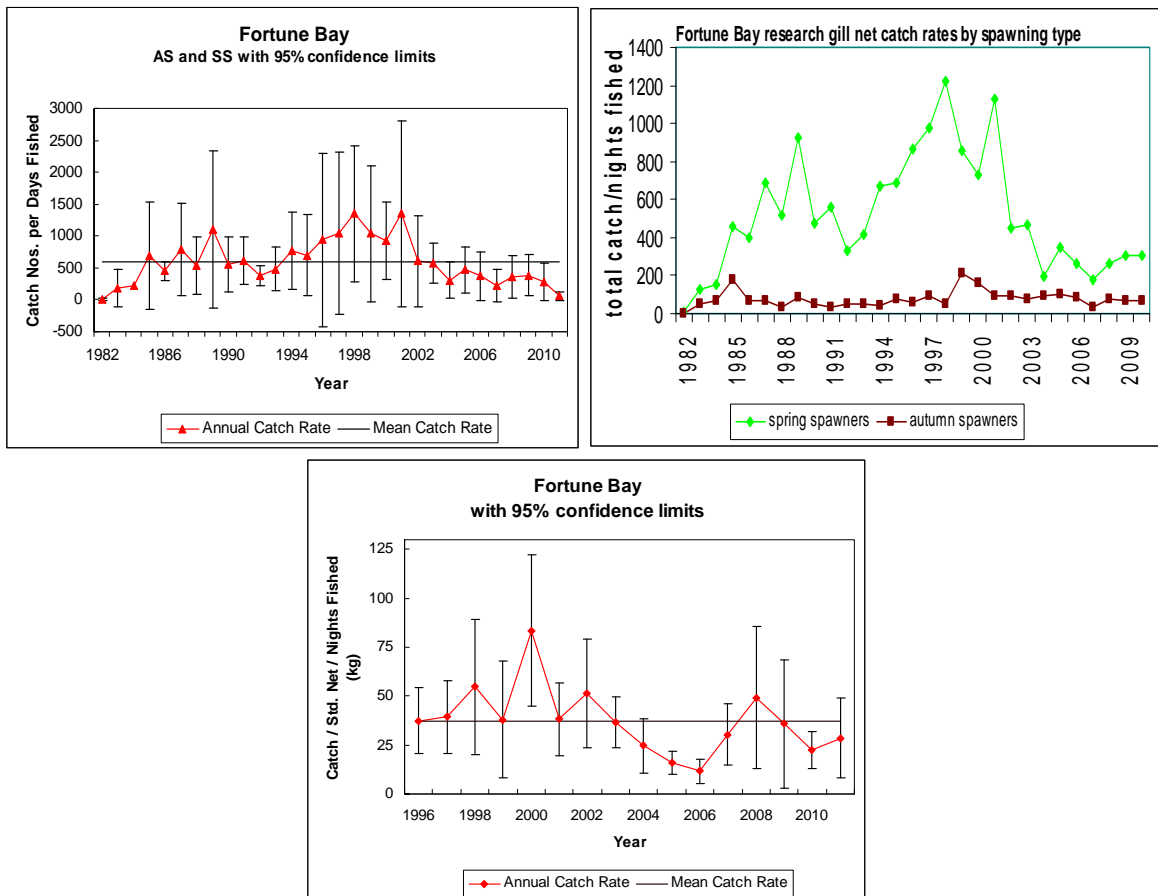 Fortune Bay
AS and SS with 95% confidence limits
Catch Nos. per Days Fished
3000
2500
2000
1500
1000
500
0
-500
1982 1986 1990 1994 1998 2002 2006 2010
Year
Annual Catch Rate Mean Catch Rate
Fortune Bay research gill net catch rates by spawning type
total catch/nights fished
1400
1200
1000
800
600
400
200
0
1982 1985 1988 1991 1994 1997 2000 2003 2006 2009
spring spawners autumn spawners
Fortune Bay
with 95% confidence limits
Catch / Std. Net / Nights Fished
(kg)
125
100
75
50
25
0
1996 1998 2000 2002 2004 2006 2008 2010
Year
Annual Catch Rate Mean Catch Rate